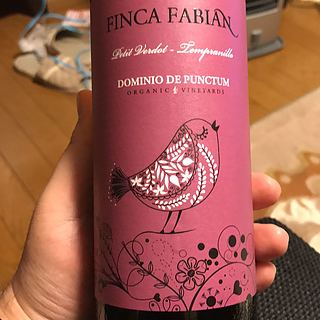 FINCA FABIAN
Petit Verdot - Tempranillo
DOMINIO DE PUNCTUM
ORGANIC & VINEYARDS